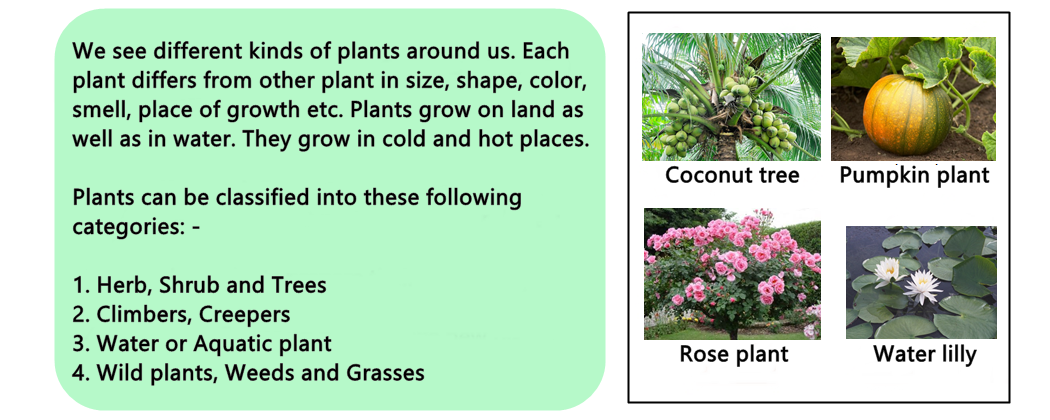 We see different kinds of plants around us. Each
plant differs from other plant in size, shape, color,
smell, place of growth etc. Plants grow on land as
well as in water. They grow in cold and hot places.
Plants can be classified into these following
categories: -
1. Herb, Shrub and Trees
2. Climbers, Creepers
3. Water or Aquatic plant
4. Wild plants, Weeds and Grasses
Coconut tree
Pumpkin plant
Rose plant
Water lilly